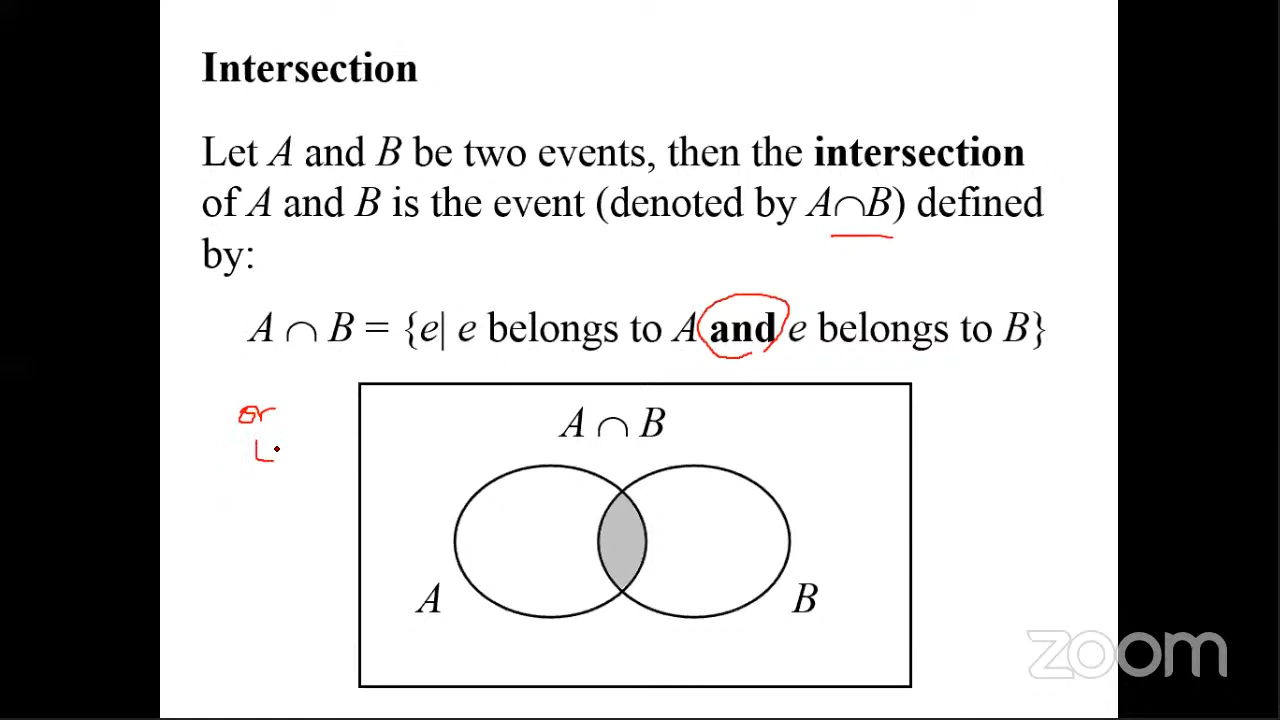 Intersection
Let A and B be two events, then the intersection
of A and B is the event (denoted by A∩B) defined
by:
A ∩ B = {e| e belongs to A and e belongs to B}
or
A ∩ B
A
B
zoom